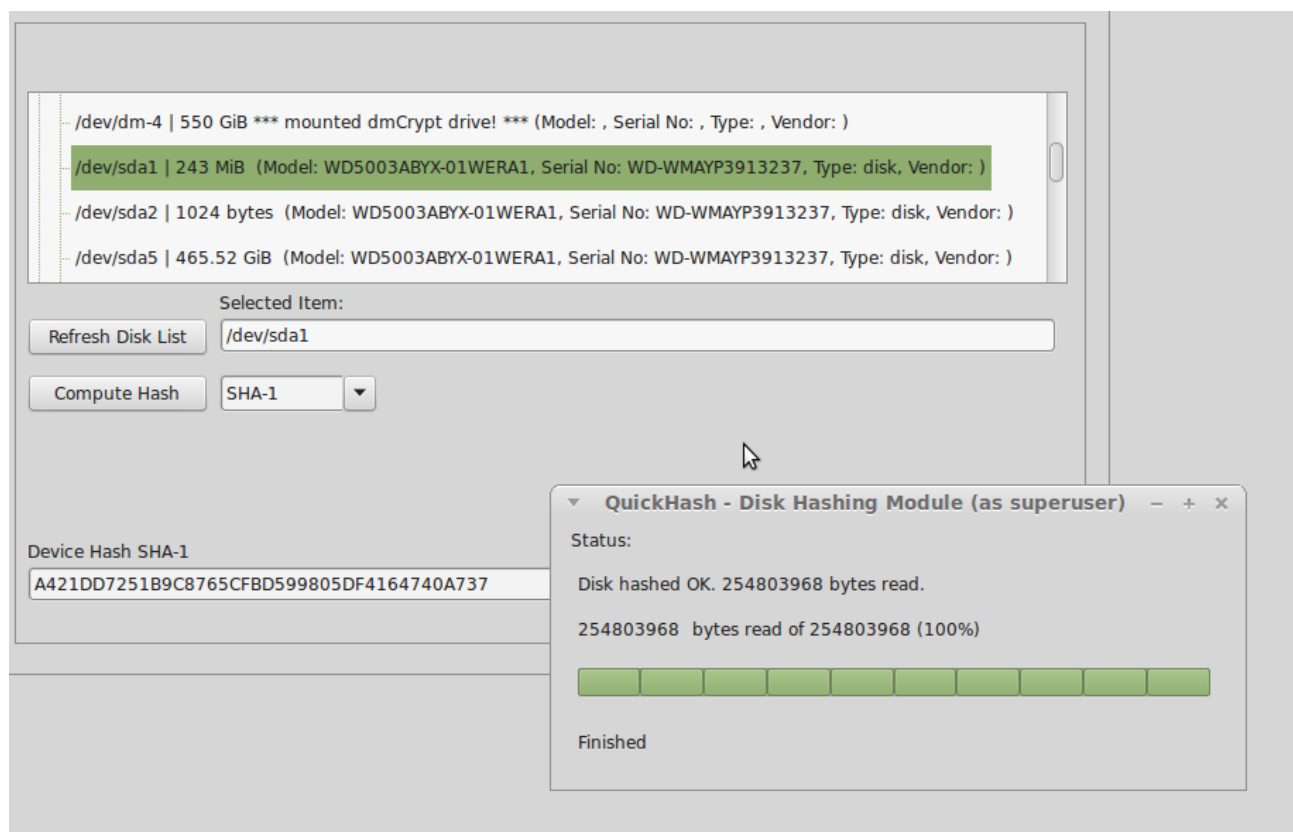 /dev/dm-4 | 550 GiB *** mounted dmCrypt drive! *** (Model: , Serial No: , Type: , Vendor: )
/dev/sda1 | 243 MiB  (Model: WD5003ABYX-01WERA1, Serial No: WD-WMAYP3913237, Type: disk, Vendor: )
/dev/sda2 | 1024 bytes  (Model: WD5003ABYX-01WERA1, Serial No: WD-WMAYP3913237, Type: disk, Vendor: )
/dev/sda5 | 465.52 GiB  (Model: WD5003ABYX-01WERA1, Serial No: WD-WMAYP3913237, Type: disk, Vendor: )
Selected Item:
Refresh Disk List /dev/sda1
Compute Hash SHA-1
Device Hash SHA-1
A421DD7251B9C8765CFBD599805DF4164740A737
QuickHash - Disk Hashing Module (as superuser)
Status:
Disk hashed OK. 254803968 bytes read.
254803968  bytes read of 254803968 (100%)
Finished